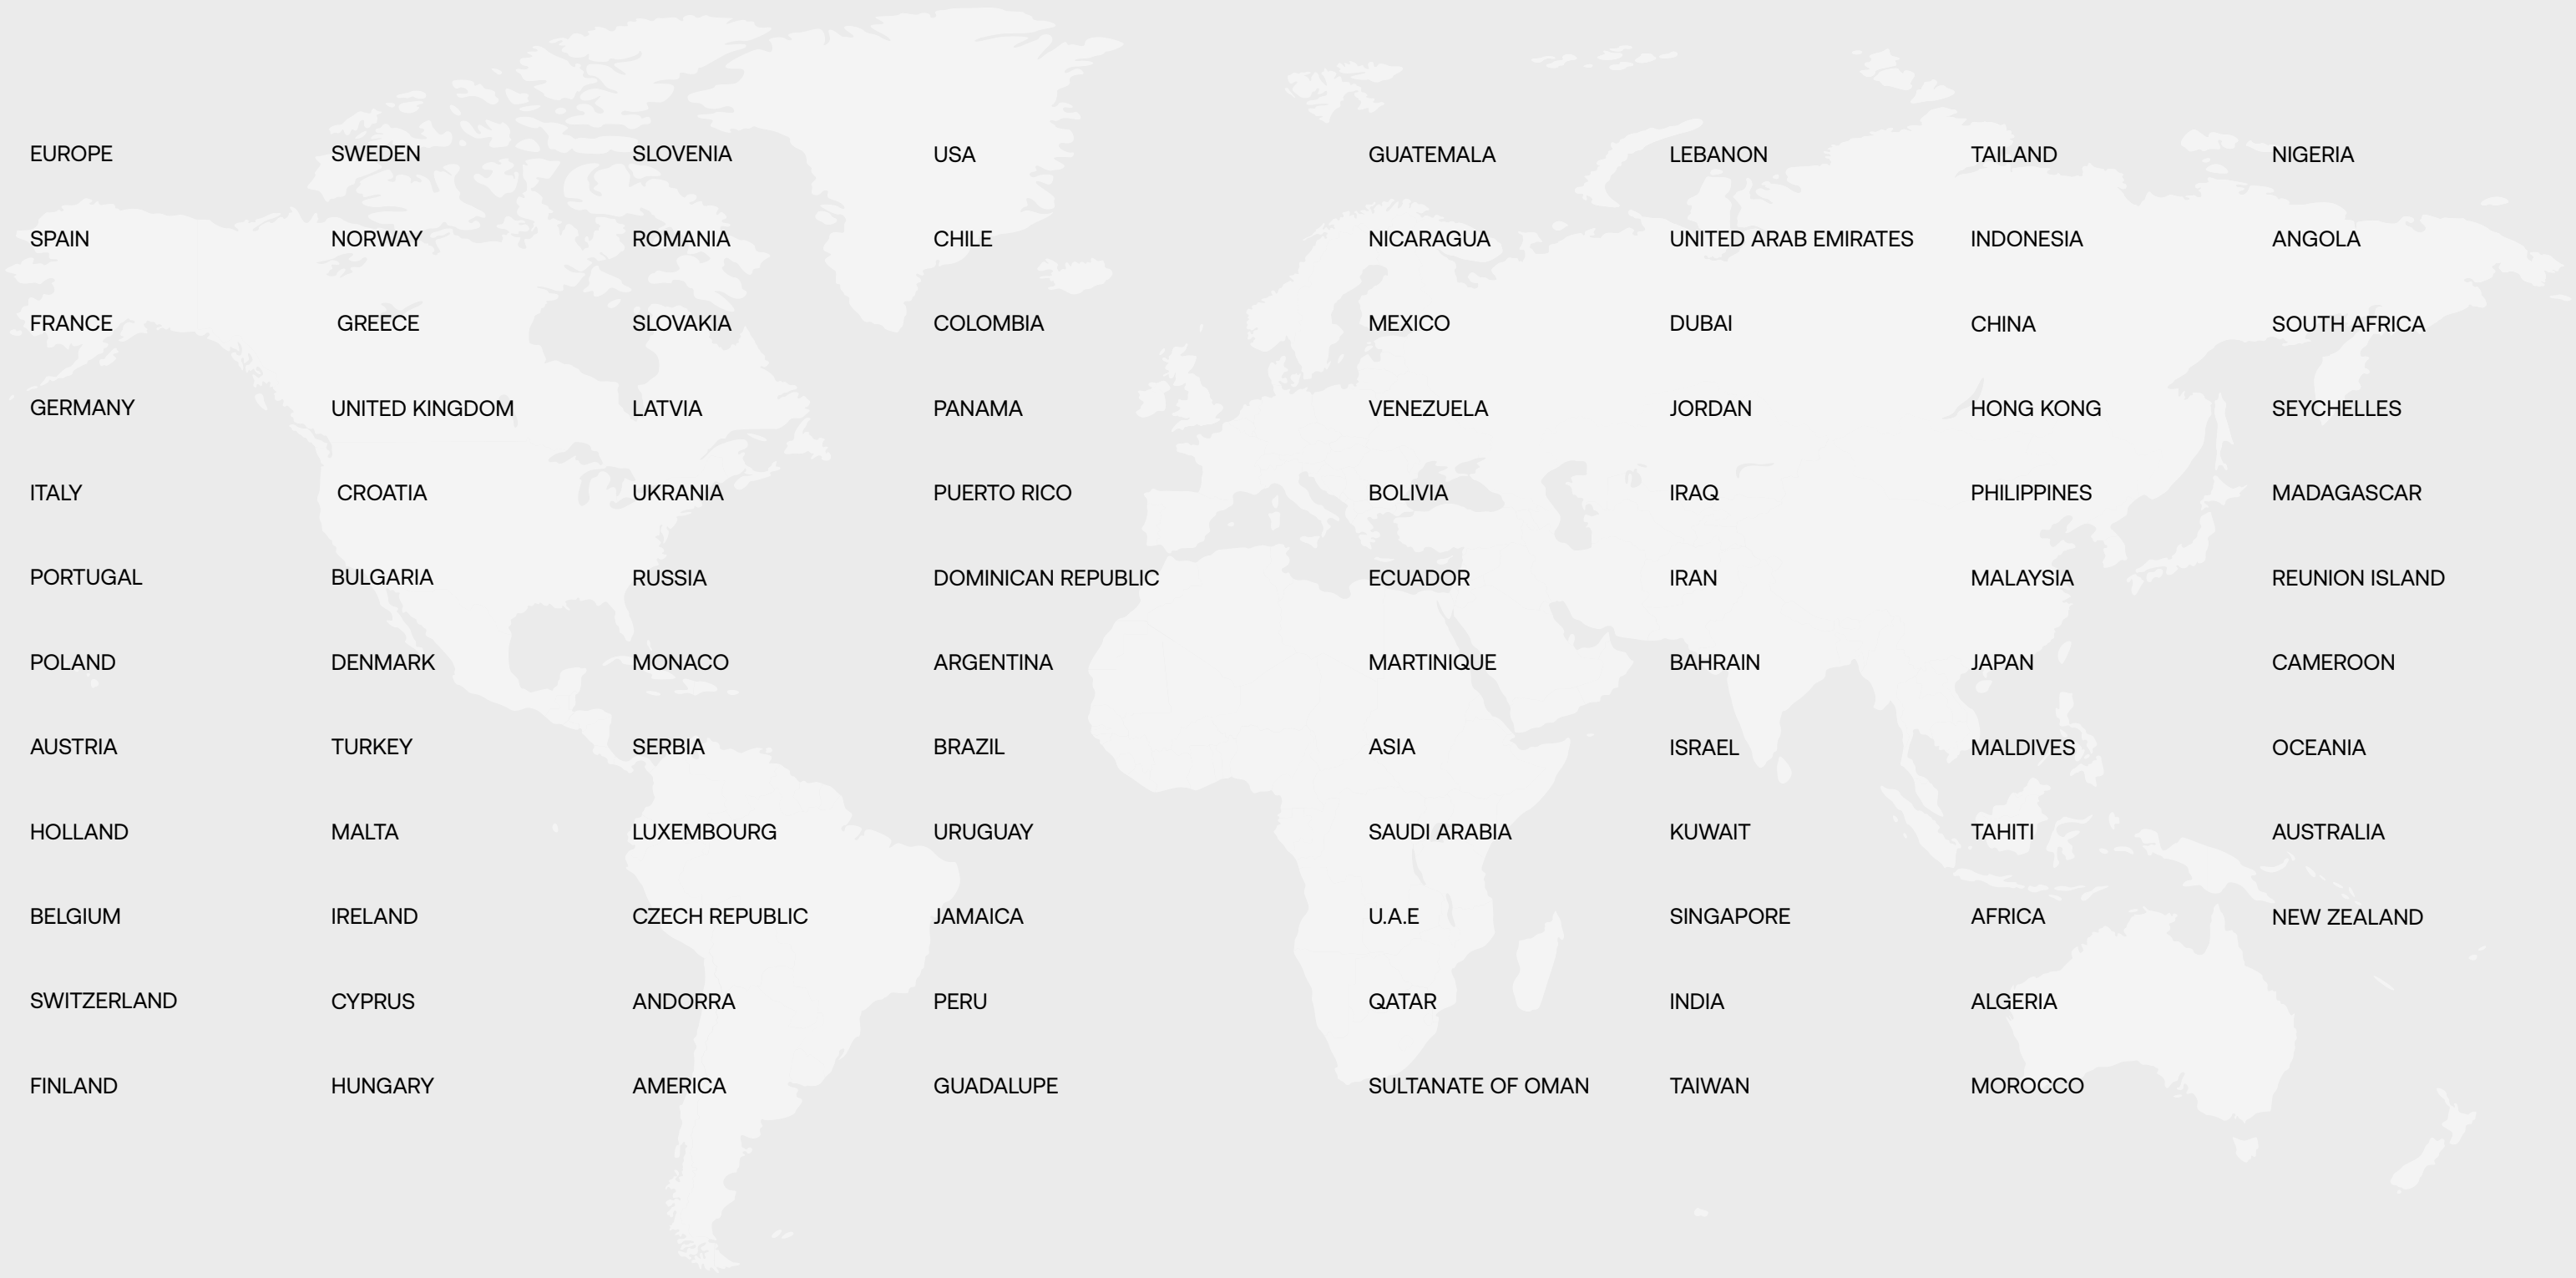 EUROPE
SPAIN
FRANCE
GERMANY
ITALY
PORTUGAL
POLAND
AUSTRIA
HOLLAND
BELGIUM
SWITZERLAND
FINLAND
SWEDEN
NORWAY
GREECE
UNITED KINGDOM
CROATIA
BULGARIA
DENMARK
TURKEY
MALTA
IRELAND
CYPRUS
HUNGARY
SLOVENIA
ROMANIA
SLOVAKIA
LATVIA
UKRANIA
RUSSIA
MONACO
SERBIA
LUXEMBOURG
CZECH REPUBLIC
ANDORRA
AMERICA
USA
CHILE
COLOMBIA
PANAMA
PUERTO RICO
DOMINICAN REPUBLIC
ARGENTINA
BRAZIL
URUGUAY
JAMAICA
PERU
GUADALUPE
GUATEMALA
NICARAGUA
MEXICO
VENEZUELA
BOLIVIA
ECUADOR
MARTINIQUE
ASIA
SAUDI ARABIA
U.A.E
QATAR
SULTANATE OF OMAN
LEBANON
UNITED ARAB EMIRATES
DUBAI
JORDAN
IRAQ
IRAN
BAHRAIN
ISRAEL
KUWAIT
SINGAPORE
INDIA
TAIWAN
TAILAND
INDONESIA
CHINA
HONG KONG
PHILIPPINES
MALAYSIA
JAPAN
MALDIVES
TAHITI
AFRICA
ALGERIA
MOROCCO
NIGERIA
ANGOLA
SOUTH AFRICA
SEYCHELLES
MADAGASCAR
REUNION ISLAND
CAMEROON
OCEANIA
AUSTRALIA
NEW ZEALAND